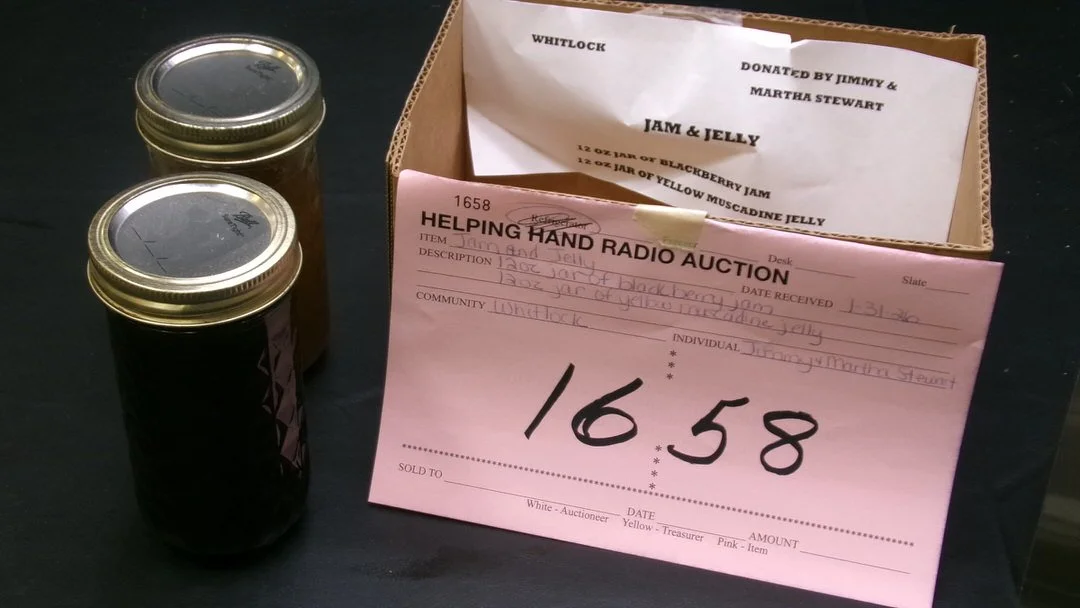 WHITLOCK
DONATED BY JIMMY &
MARTHA STEWART
JAM & JELLY
12 OZ JAR OF BLACKBERRY JAM
12 OZ JAR OF YELLOW MUSCADINE JELLY
1658
Refrigerator
HELPING HAND RADIO AUCTION
ITEM Jam and Jelly
Desk
Slate
DESCRIPTION 12oz jar of blackberry jam
DATE RECEIVED 1-31-26
12oz jar of yellow muscadine jelly
COMMUNITY Whitlock
INDIVIDUAL Jimmy & Martha Stewart
1658
SOLD TO
DATE
AMOUNT
White - Auctioneer Yellow - Treasurer Pink - Item